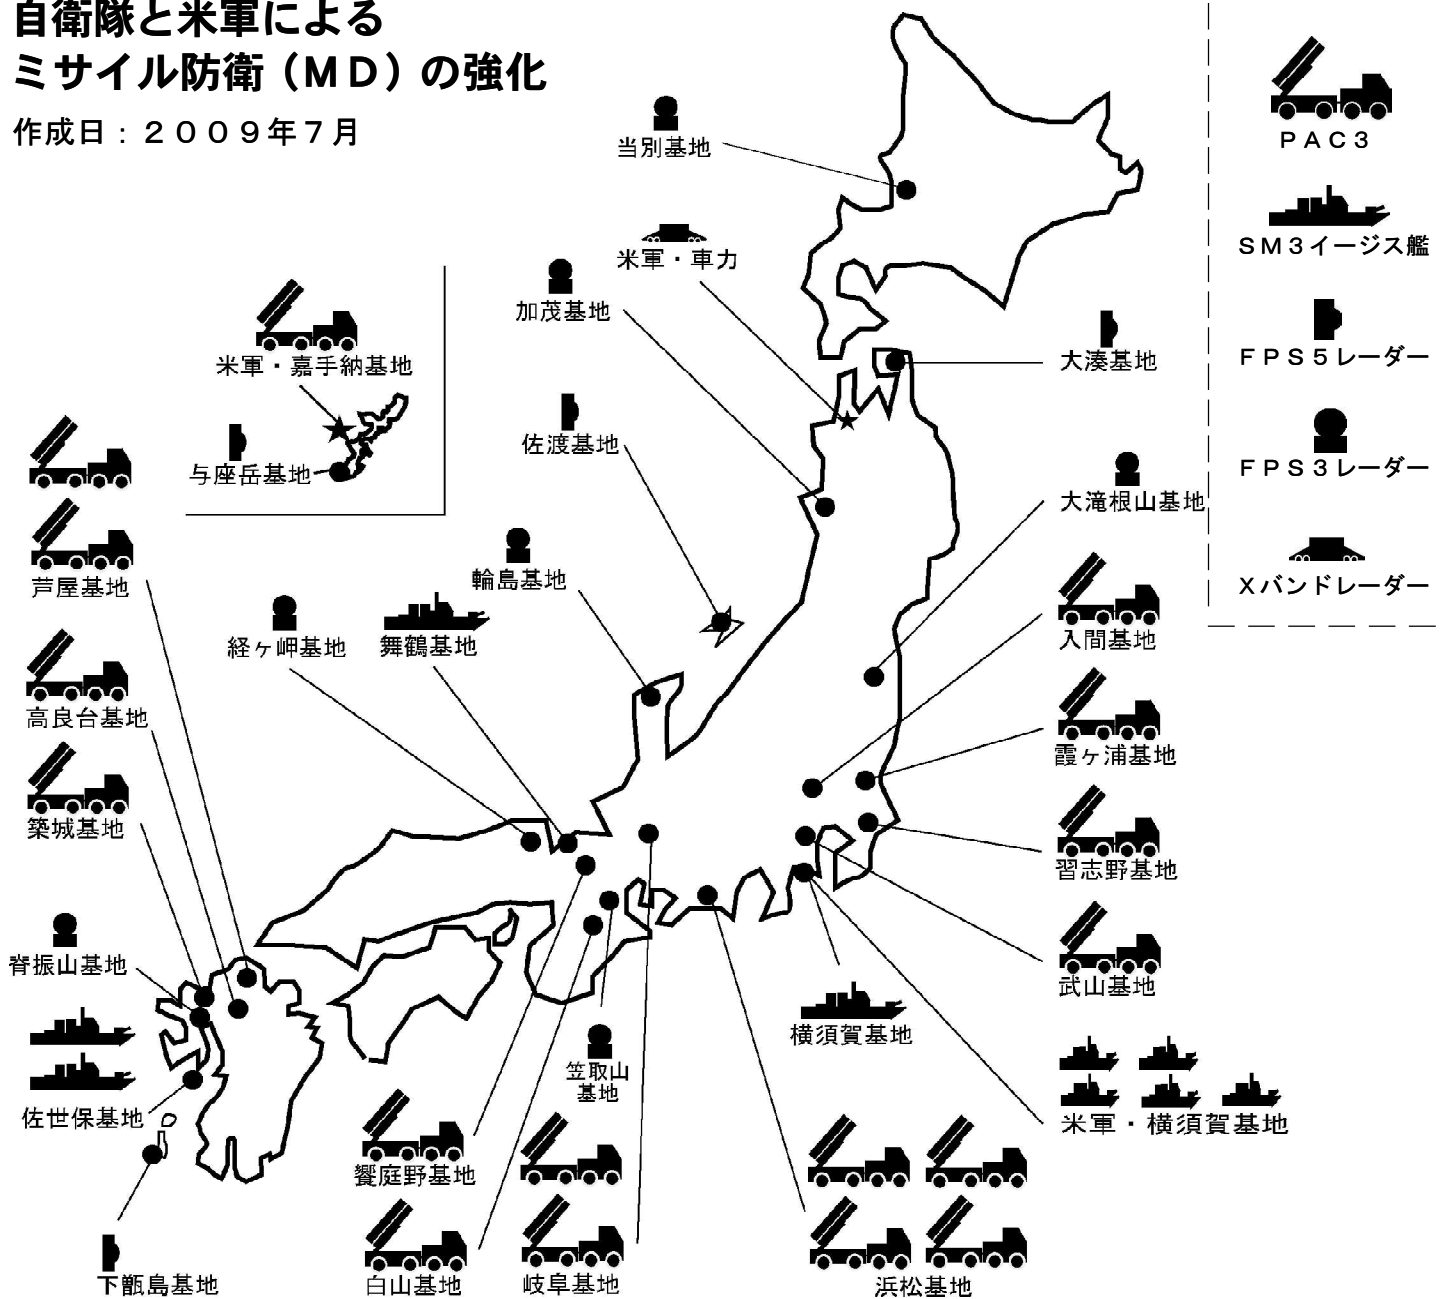 自衛隊と米軍による
ミサイル防衛（ＭＤ）の強化
作成日：２００９年７月
ＰＡＣ３
ＳＭ３イージス艦
ＦＰＳ５レーダー
ＦＰＳ３レーダー
Ｘバンドレーダー
当別基地
米軍・車力
加茂基地
大湊基地
米軍・嘉手納基地
佐渡基地
与座岳基地
大滝根山基地
輪島基地
芦屋基地
経ヶ岬基地
舞鶴基地
入間基地
高良台基地
霞ヶ浦基地
築城基地
習志野基地
脊振山基地
武山基地
横須賀基地
笠取山
基地
佐世保基地
米軍・横須賀基地
饗庭野基地
下甑島基地
白山基地
岐阜基地
浜松基地